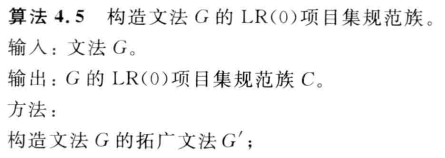 算法 4.5 构造文法 G 的 LR(0)项目集规范族。
输入：文法 G。
输出：G 的 LR(0)项目集规范族 C。
方法：
构造文法 G 的拓广文法 G′；